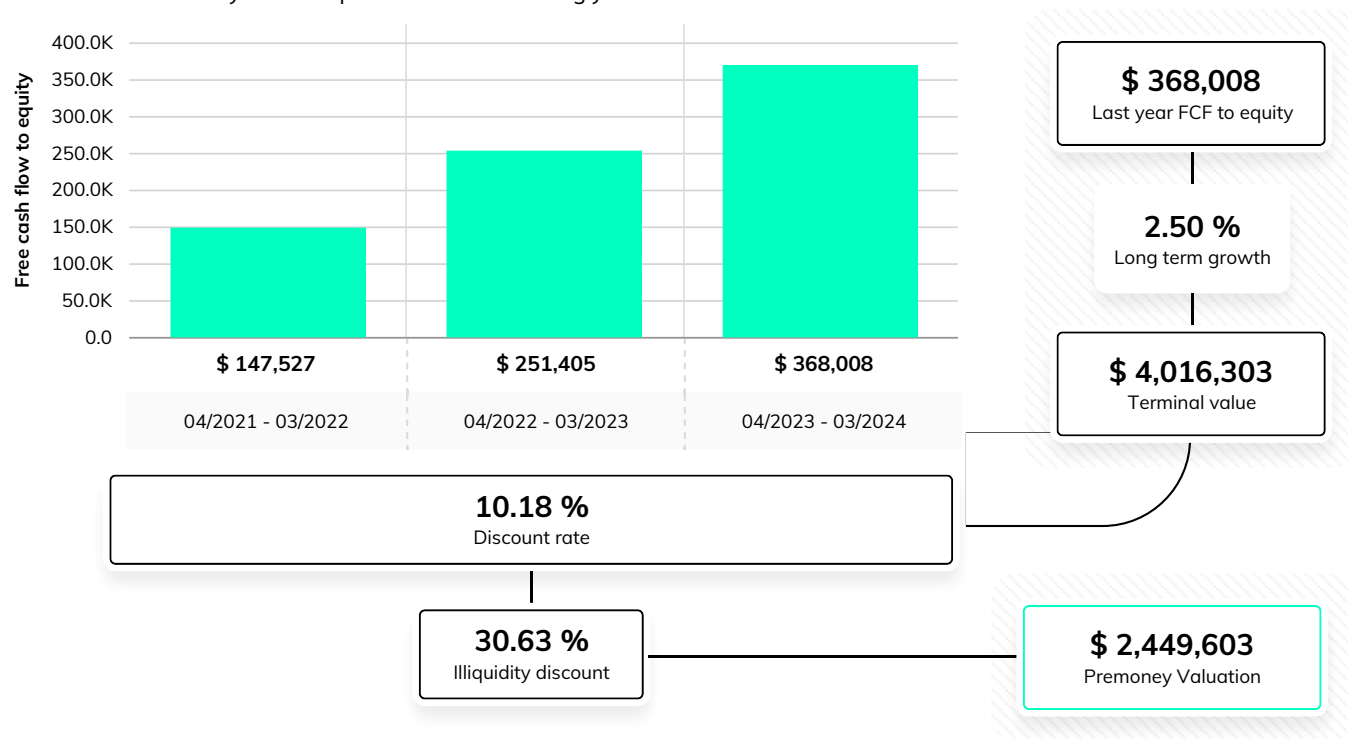 400.0K
350.0K
300.0K
250.0K
200.0K
150.0K
100.0K
50.0K
0.0
Free cash flow to equity
$ 147,527
$ 251,405
$ 368,008
04/2021 - 03/2022
04/2022 - 03/2023
04/2023 - 03/2024
$ 368,008
Last year FCF to equity
2.50 %
Long term growth
$ 4,016,303
Terminal value
10.18 %
Discount rate
30.63 %
Illiquidity discount
$ 2,449,603
Premoney Valuation